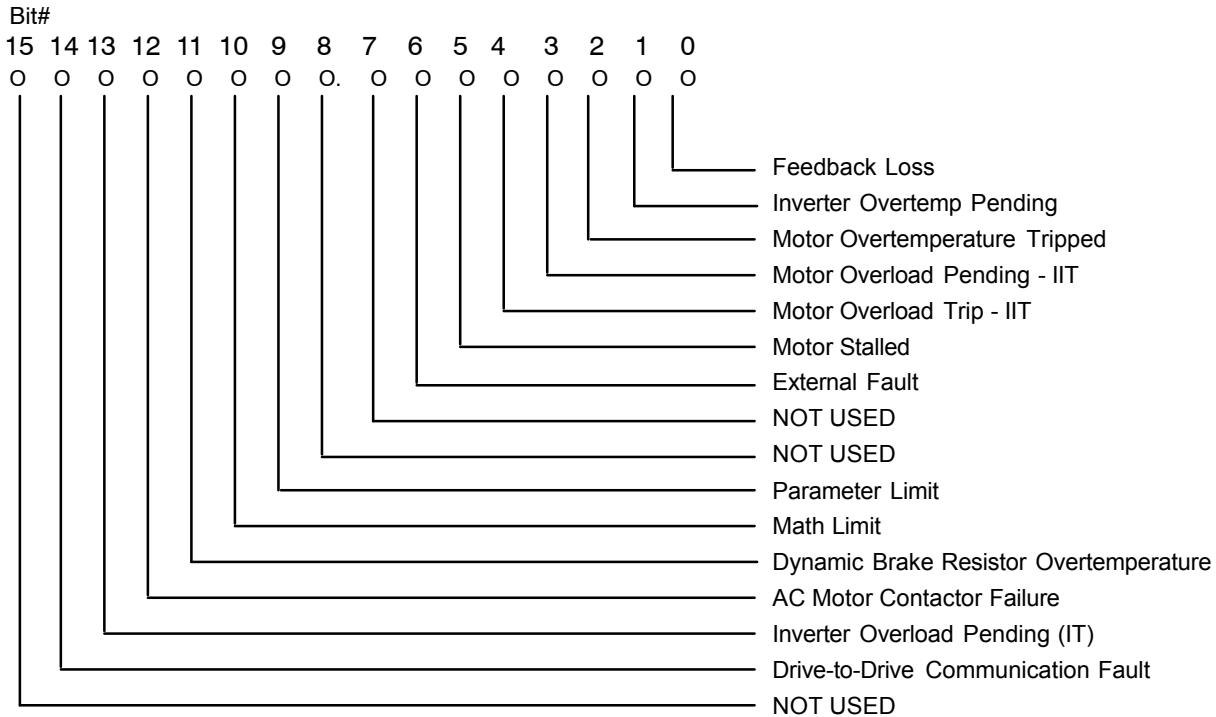 Bit#
15 14 13 12 11 10 9 8 7 6 5 4 3 2 1 0
O O O O O O O O. O O O O O O O O
Feedback Loss
Inverter Overtemp Pending
Motor Overtemperature Tripped
Motor Overload Pending - IIT
Motor Overload Trip - IIT
Motor Stalled
External Fault
NOT USED
NOT USED
Parameter Limit
Math Limit
Dynamic Brake Resistor Overtemperature
AC Motor Contactor Failure
Inverter Overload Pending (IT)
Drive-to-Drive Communication Fault
NOT USED